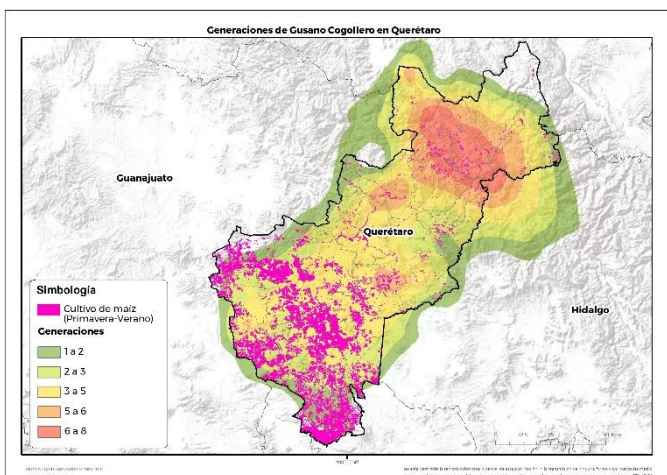 Generaciones de Gusano Cogollero en Querétaro
Guanajuato
Querétaro
Hidalgo
Simbología
Cultivo de maíz
(Primavera-Verano)
Generaciones
1 a 2
2 a 3
3 a 5
5 a 6
6 a 8